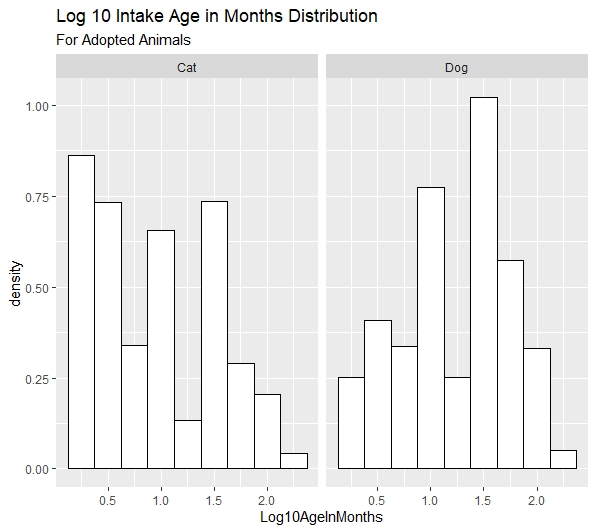 Log 10 Intake Age in Months Distribution
For Adopted Animals
Cat Dog
1.00
0.75
0.50
0.25
0.00
density
0.5 1.0 1.5 2.0 0.5 1.0 1.5 2.0
Log10AgeInMonths